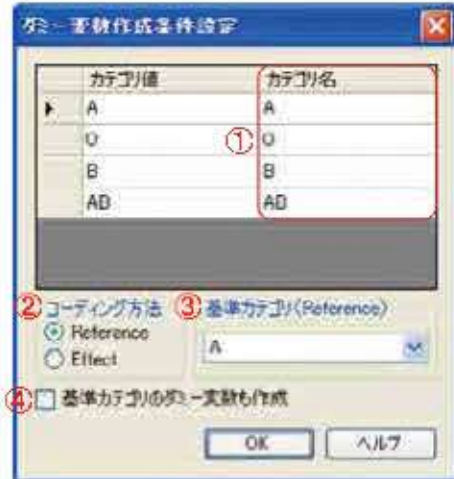 ダミー変数作成条件設定
カテゴリ値 カテゴリ名
A A
O ① O
B B
AB AB
② コーディング方法 ③ 基準カテゴリ(Reference)
Reference
A
Effect
④ 基準カテゴリのダミー変数も作成
OK ヘルプ